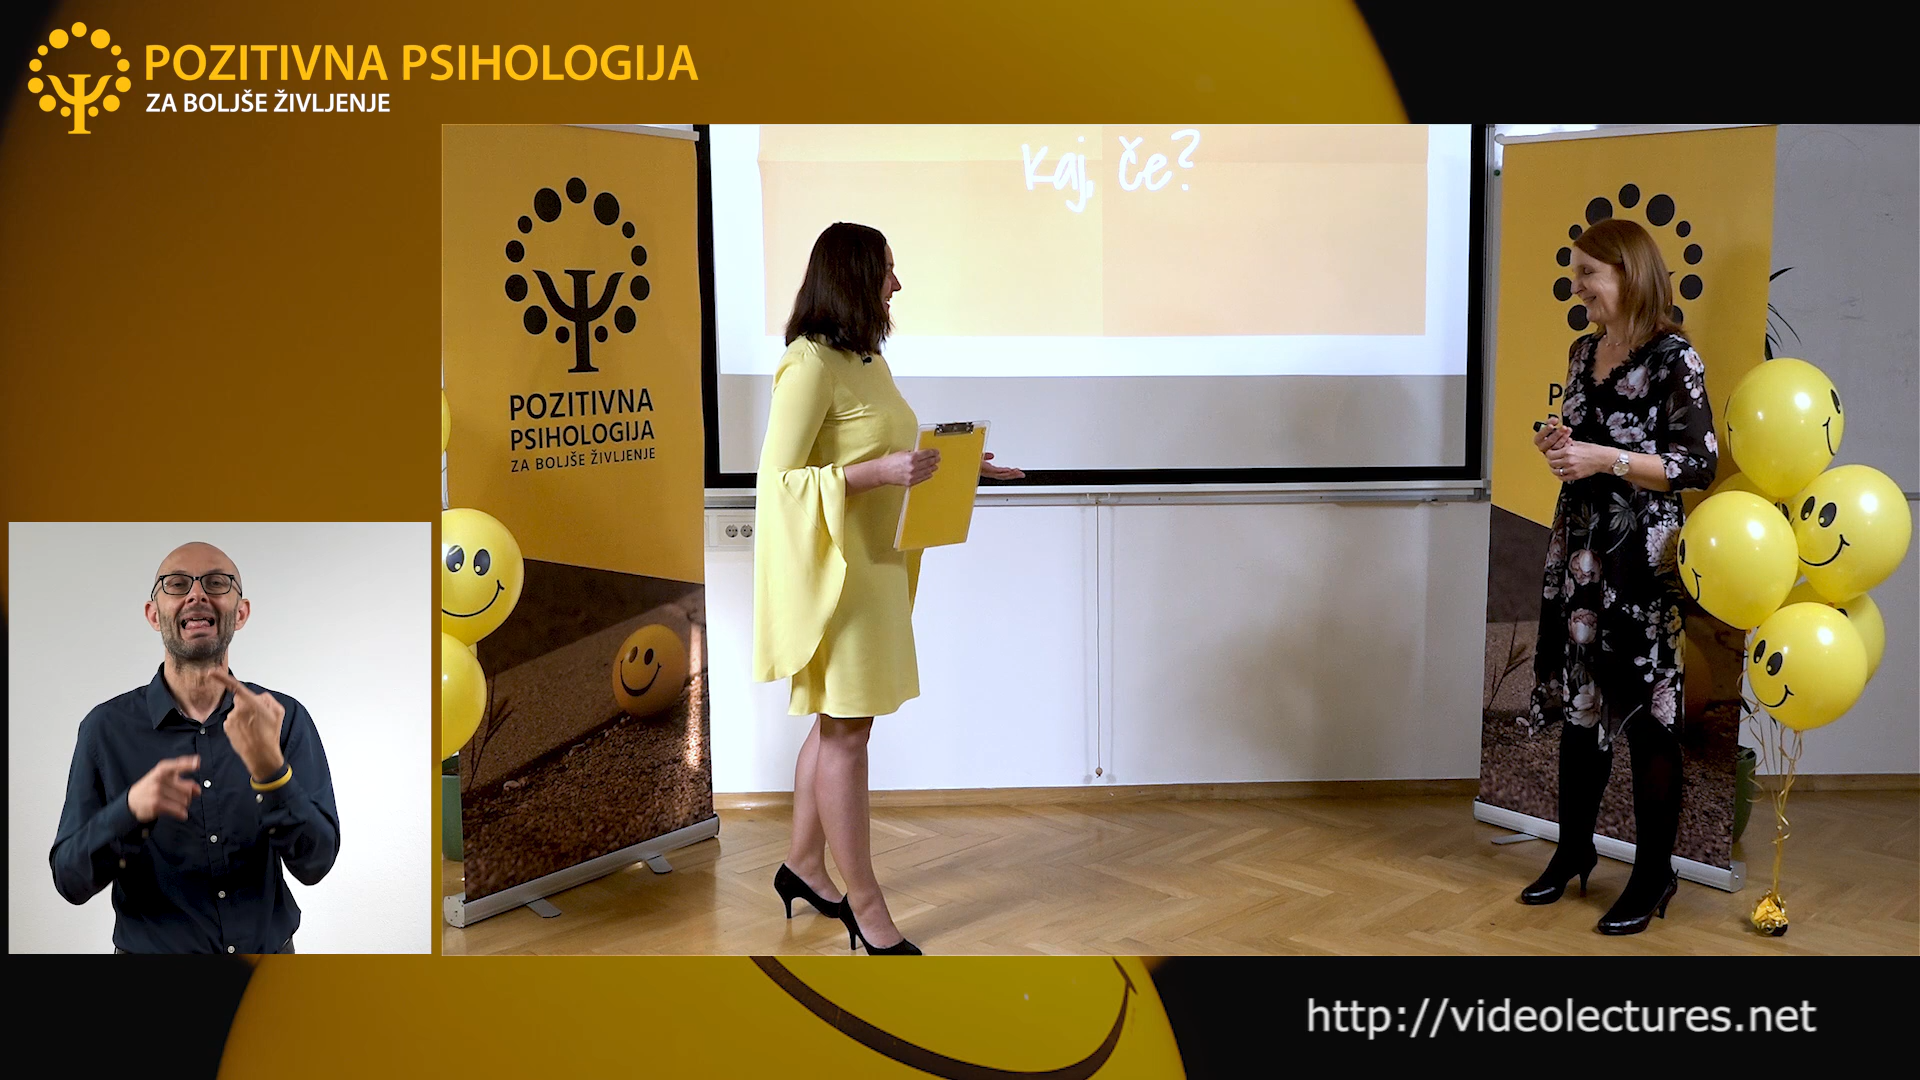 POZITIVNA PSIHOLOGIJA
ZA BOLJŠE ŽIVLJENJE
Kaj, če?
POZITIVNA
PSIHOLOGIJA
ZA BOLJŠE ŽIVLJENJE
http://videolectures.net